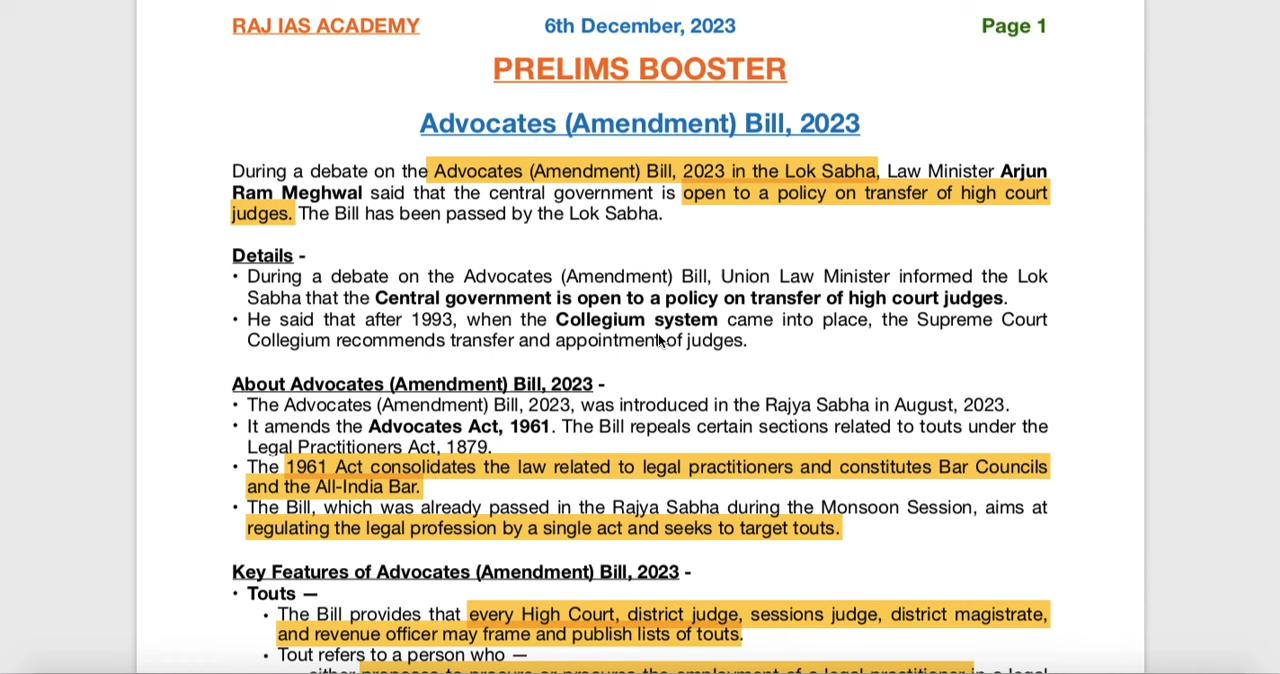 RAJ IAS ACADEMY 6th December, 2023 Page 1
PRELIMS BOOSTER
Advocates (Amendment) Bill, 2023
During a debate on the Advocates (Amendment) Bill, 2023 in the Lok Sabha, Law Minister Arjun
Ram Meghwal said that the central government is open to a policy on transfer of high court
judges. The Bill has been passed by the Lok Sabha.
Details -
• During a debate on the Advocates (Amendment) Bill, Union Law Minister informed the Lok
Sabha that the Central government is open to a policy on transfer of high court judges.
• He said that after 1993, when the Collegium system came into place, the Supreme Court
Collegium recommends transfer and appointment of judges.
About Advocates (Amendment) Bill, 2023 -
• The Advocates (Amendment) Bill, 2023, was introduced in the Rajya Sabha in August, 2023.
• It amends the Advocates Act, 1961. The Bill repeals certain sections related to touts under the
Legal Practitioners Act, 1879.
• The 1961 Act consolidates the law related to legal practitioners and constitutes Bar Councils
and the All-India Bar.
• The Bill, which was already passed in the Rajya Sabha during the Monsoon Session, aims at
regulating the legal profession by a single act and seeks to target touts.
Key Features of Advocates (Amendment) Bill, 2023 -
• Touts —
• The Bill provides that every High Court, district judge, sessions judge, district magistrate,
and revenue officer may frame and publish lists of touts.
• Tout refers to a person who —